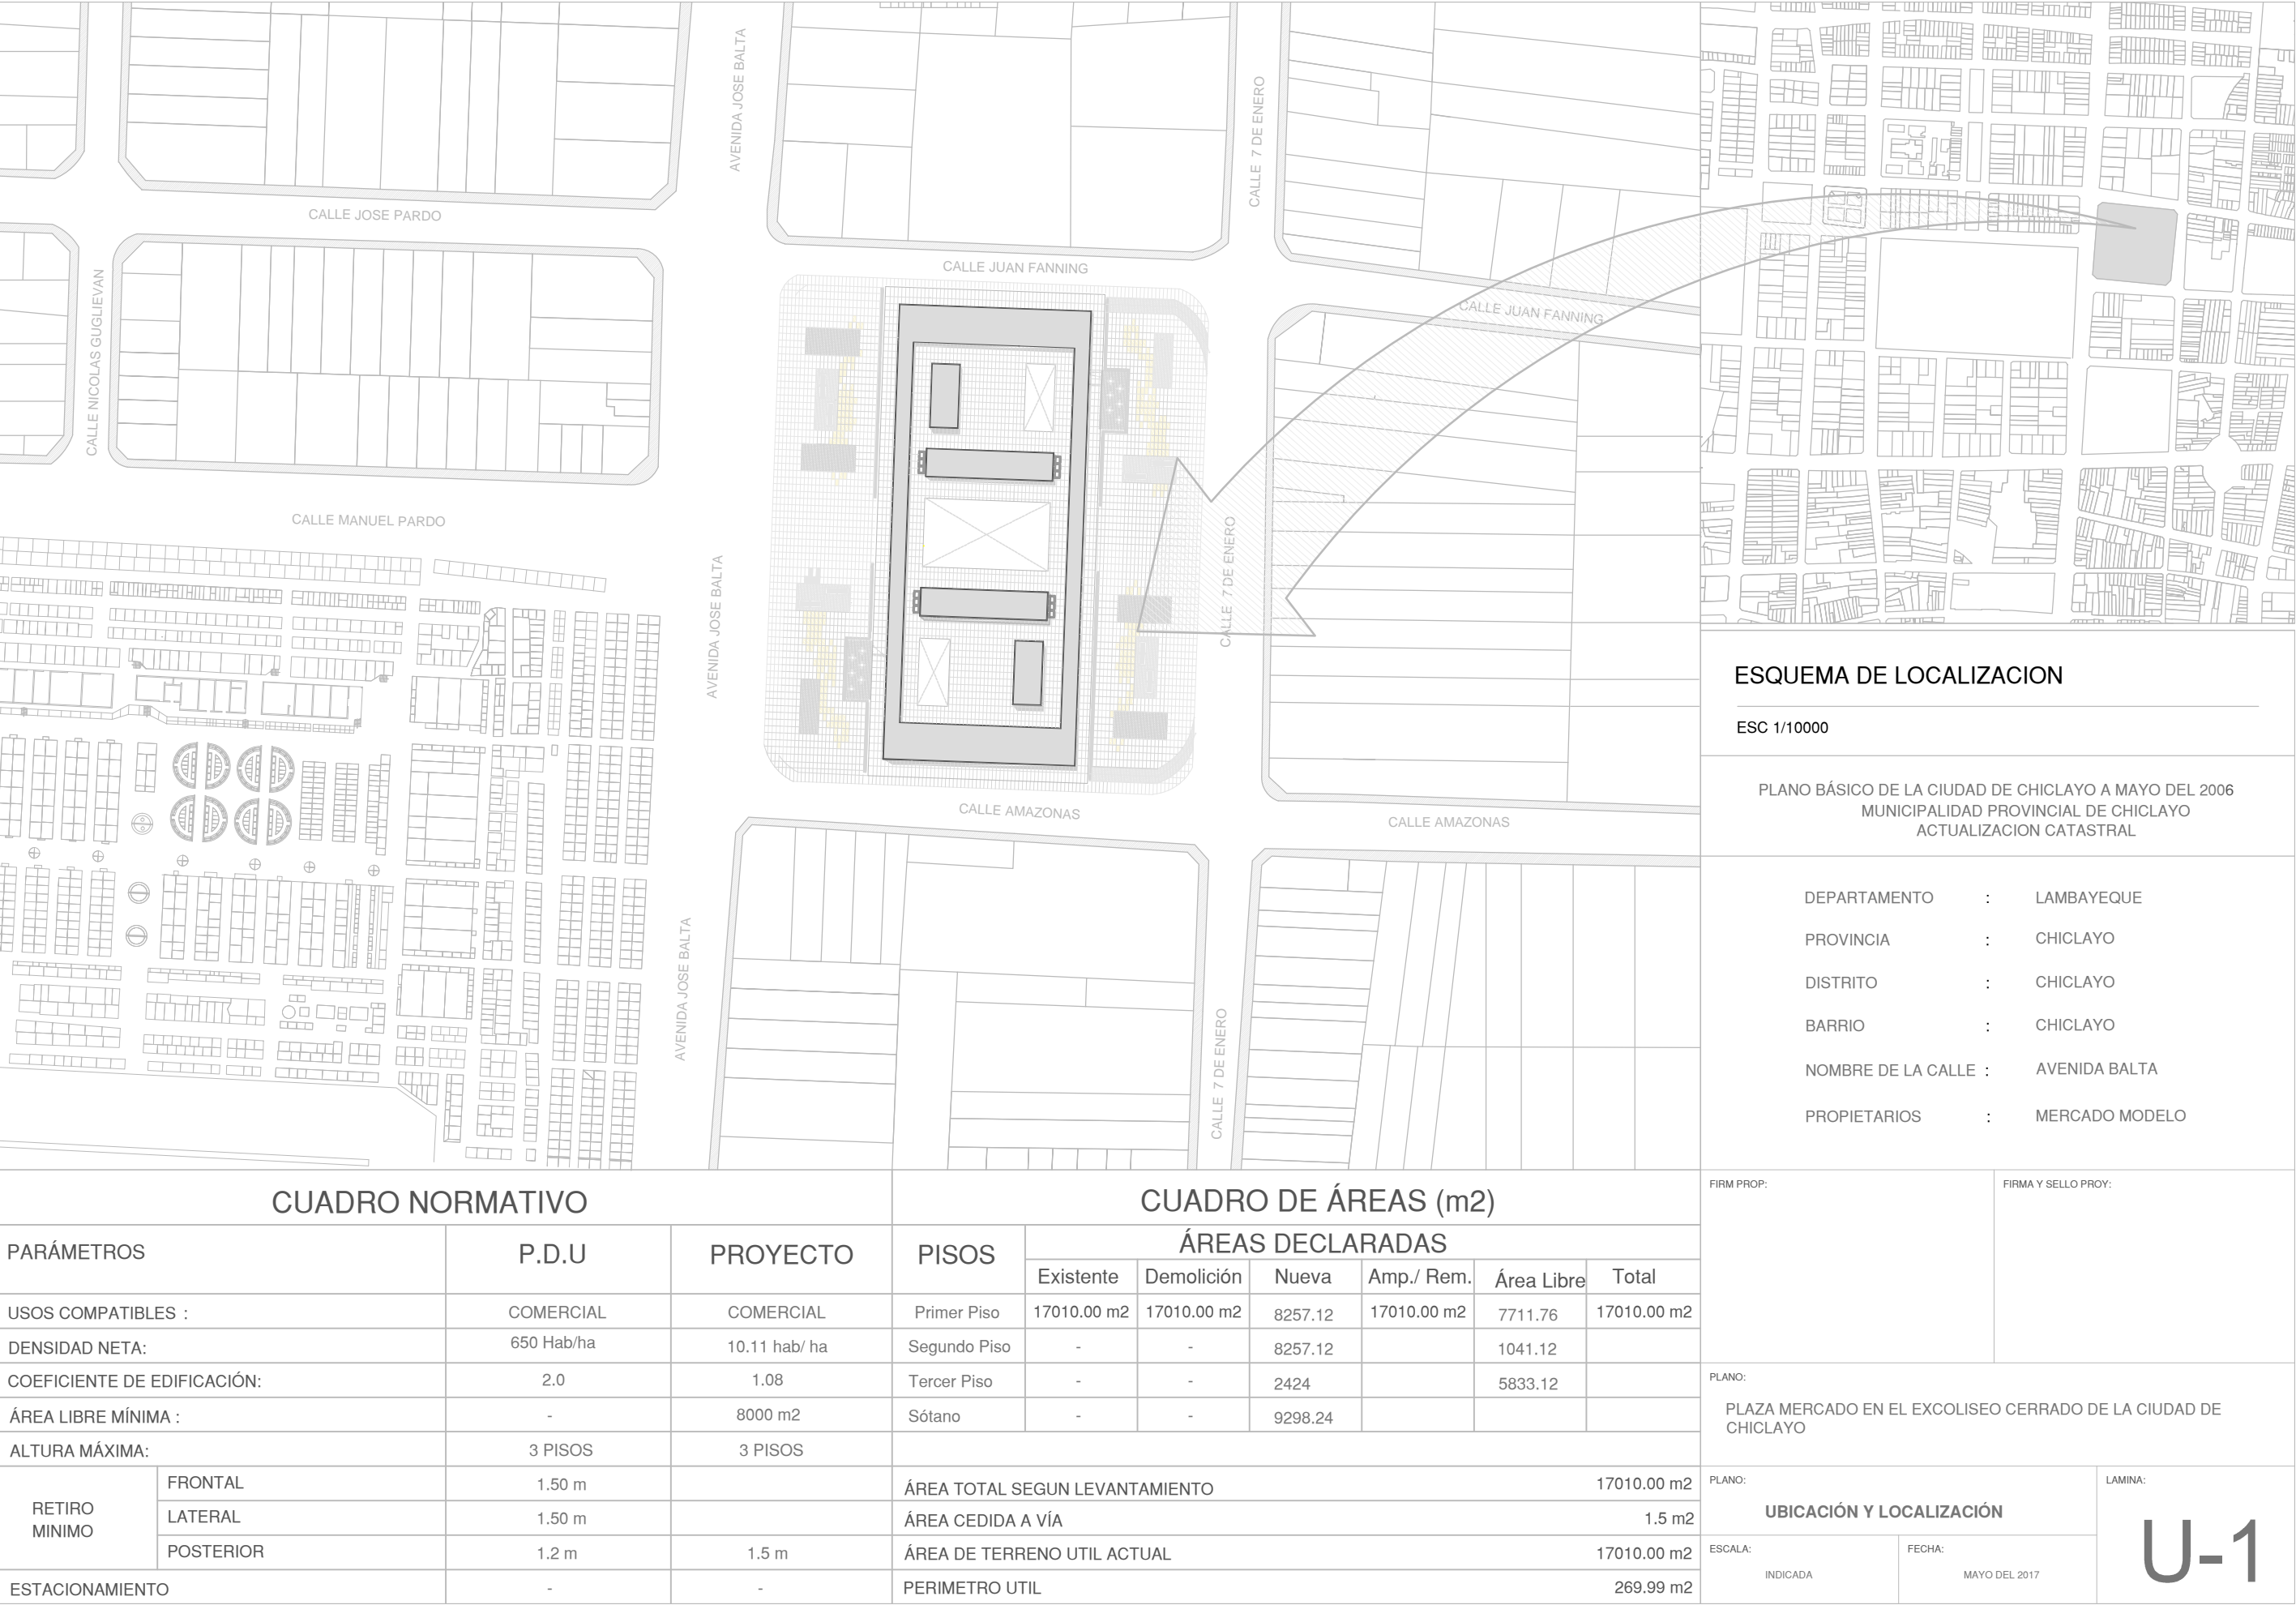 AVENIDA JOSE BALTA
CALLE 7 DE ENERO
CALLE JOSE PARDO
CALLE JUAN FANNING
CALLE JUAN FANNING
CALLE NICOLAS GUGLIEVAN
CALLE MANUEL PARDO
AVENIDA JOSE BALTA
CALLE 7 DE ENERO
CALLE AMAZONAS
CALLE AMAZONAS
AVENIDA JOSE BALTA
CALLE 7 DE ENERO
ESQUEMA DE LOCALIZACION
ESC 1/10000
PLANO BÁSICO DE LA CIUDAD DE CHICLAYO A MAYO DEL 2006
MUNICIPALIDAD PROVINCIAL DE CHICLAYO
ACTUALIZACION CATASTRAL
DEPARTAMENTO : LAMBAYEQUE
PROVINCIA : CHICLAYO
DISTRITO : CHICLAYO
BARRIO : CHICLAYO
NOMBRE DE LA CALLE : AVENIDA BALTA
PROPIETARIOS : MERCADO MODELO
CUADRO NORMATIVO
PARÁMETROS P.D.U PROYECTO
USOS COMPATIBLES : COMERCIAL COMERCIAL
DENSIDAD NETA: 650 Hab/ha 10.11 hab/ ha
COEFICIENTE DE EDIFICACIÓN: 2.0 1.08
ÁREA LIBRE MÍNIMA : - 8000 m2
ALTURA MÁXIMA: 3 PISOS 3 PISOS
RETIRO
MINIMO
FRONTAL 1.50 m
LATERAL 1.50 m
POSTERIOR 1.2 m 1.5 m
ESTACIONAMIENTO - -
CUADRO DE ÁREAS (m2)
PISOS ÁREAS DECLARADAS
Existente Demolición Nueva Amp./ Rem. Área Libre Total
Primer Piso 17010.00 m2 17010.00 m2 8257.12 17010.00 m2 7711.76 17010.00 m2
Segundo Piso - - 8257.12 1041.12
Tercer Piso - - 2424 5833.12
Sótano - - 9298.24
ÁREA TOTAL SEGUN LEVANTAMIENTO 17010.00 m2
ÁREA CEDIDA A VÍA 1.5 m2
ÁREA DE TERRENO UTIL ACTUAL 17010.00 m2
PERIMETRO UTIL 269.99 m2
FIRM PROP: FIRMA Y SELLO PROY:
PLANO:
PLAZA MERCADO EN EL EXCOLISEO CERRADO DE LA CIUDAD DE
CHICLAYO
PLANO:
UBICACIÓN Y LOCALIZACIÓN
ESCALA:
INDICADA
FECHA:
MAYO DEL 2017
LAMINA:
U-1